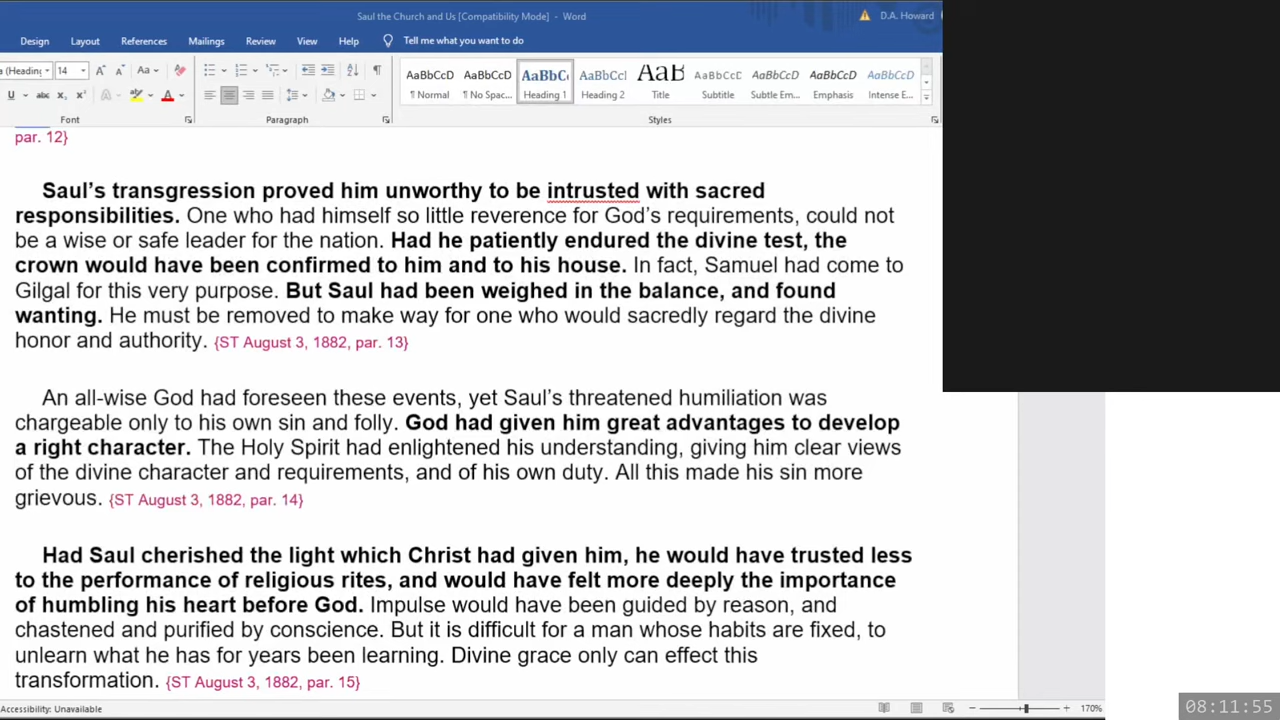 Saul the Church and Us [Compatibility Mode] - Word
D.A. Howard
Design Layout References Mailings Review View Help Tell me what you want to do
a (Heading 14 Aa
AaBbCcD AaBbCcD AaBbC AaBbCcI AaB AaBbCcD AaBbCcD AaBbCcD AaBbCcD
¶ Normal ¶ No Spac... Heading 1 Heading 2 Title Subtitle Subtle Em... Emphasis Intense E...
Font Paragraph Styles
par. 12}
Saul’s transgression proved him unworthy to be intrusted with sacred
responsibilities. One who had himself so little reverence for God’s requirements, could not
be a wise or safe leader for the nation. Had he patiently endured the divine test, the
crown would have been confirmed to him and to his house. In fact, Samuel had come to
Gilgal for this very purpose. But Saul had been weighed in the balance, and found
wanting. He must be removed to make way for one who would sacredly regard the divine
honor and authority. {ST August 3, 1882, par. 13}
An all-wise God had foreseen these events, yet Saul’s threatened humiliation was
chargeable only to his own sin and folly. God had given him great advantages to develop
a right character. The Holy Spirit had enlightened his understanding, giving him clear views
of the divine character and requirements, and of his own duty. All this made his sin more
grievous. {ST August 3, 1882, par. 14}
Had Saul cherished the light which Christ had given him, he would have trusted less
to the performance of religious rites, and would have felt more deeply the importance
of humbling his heart before God. Impulse would have been guided by reason, and
chastened and purified by conscience. But it is difficult for a man whose habits are fixed, to
unlearn what he has for years been learning. Divine grace only can effect this
transformation. {ST August 3, 1882, par. 15}
Accessibility: Unavailable
170%
08:11:55